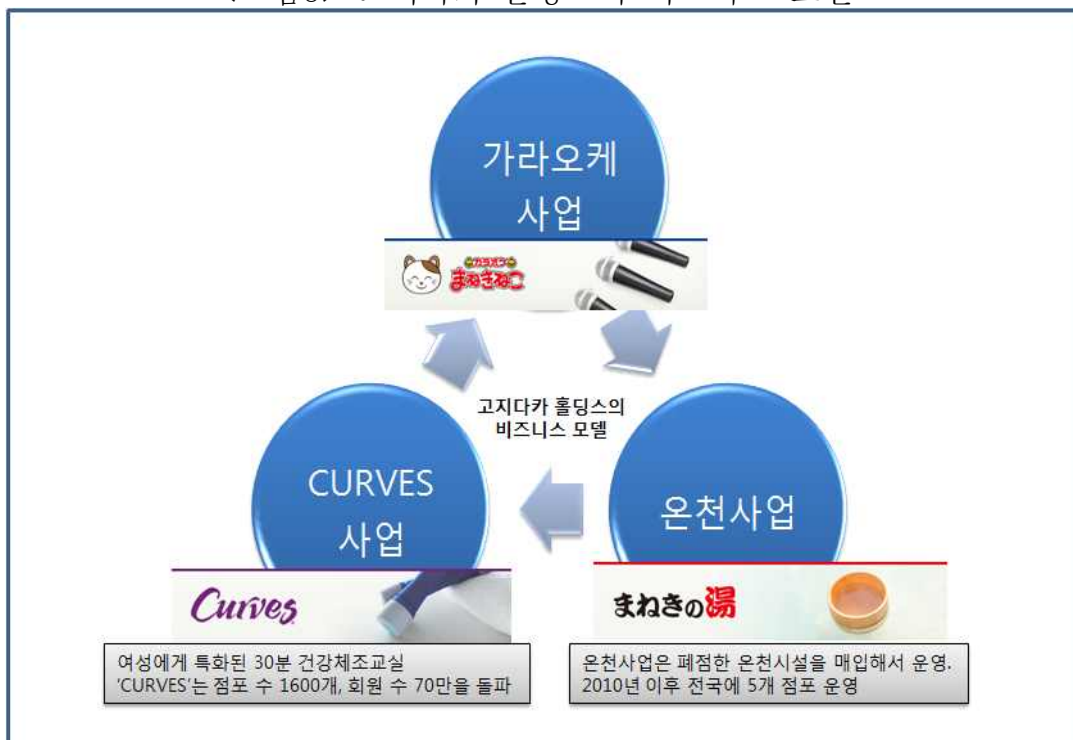 가라오케
사업
カラオケ
まねきねこ
고지다카 홀딩스의
비즈니스 모델
CURVES
사업
온천사업
Curves
まねきの湯
여성에게 특화된 30분 건강체조교실
'CURVES'는 점포 수 1600개, 회원 수 70만을 돌파
온천사업은 폐점한 온천시설을 매입해서 운영.
2010년 이후 전국에 5개 점포 운영